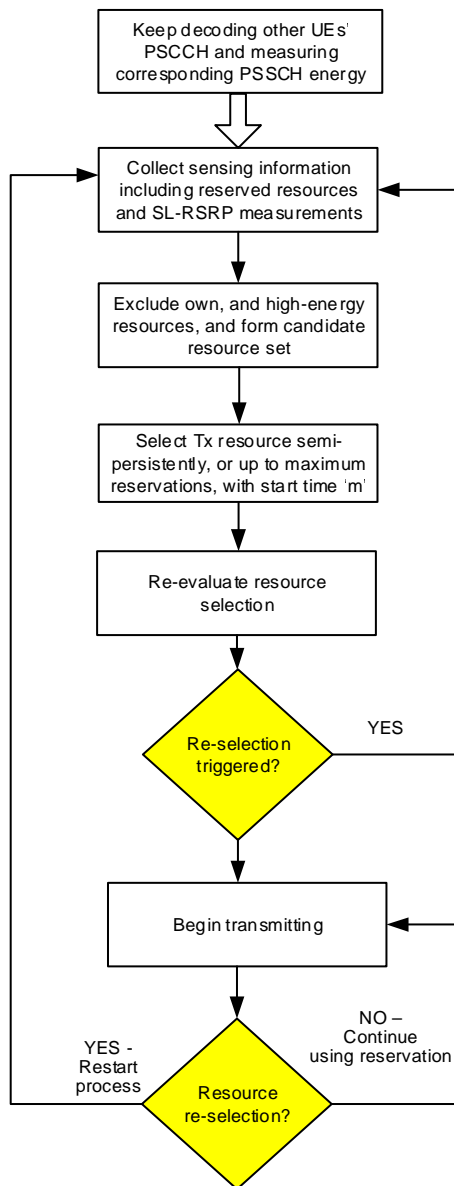 Keep decoding other UEs'
PSCCH and measuring
corresponding PSSCH energy
Collect sensing information
including reserved resources
and SL-RSRP measurements
Exclude own, and high-energy
resources, and form candidate
resource set
Select Tx resource semi-
persistently, or up to maximum
reservations, with start time 'm'
Re-evaluate resource
selection
Re-selection
triggered?
YES
Begin transmitting
YES -
Restart
process
NO –
Continue
using reservation
Resource
re-selection?